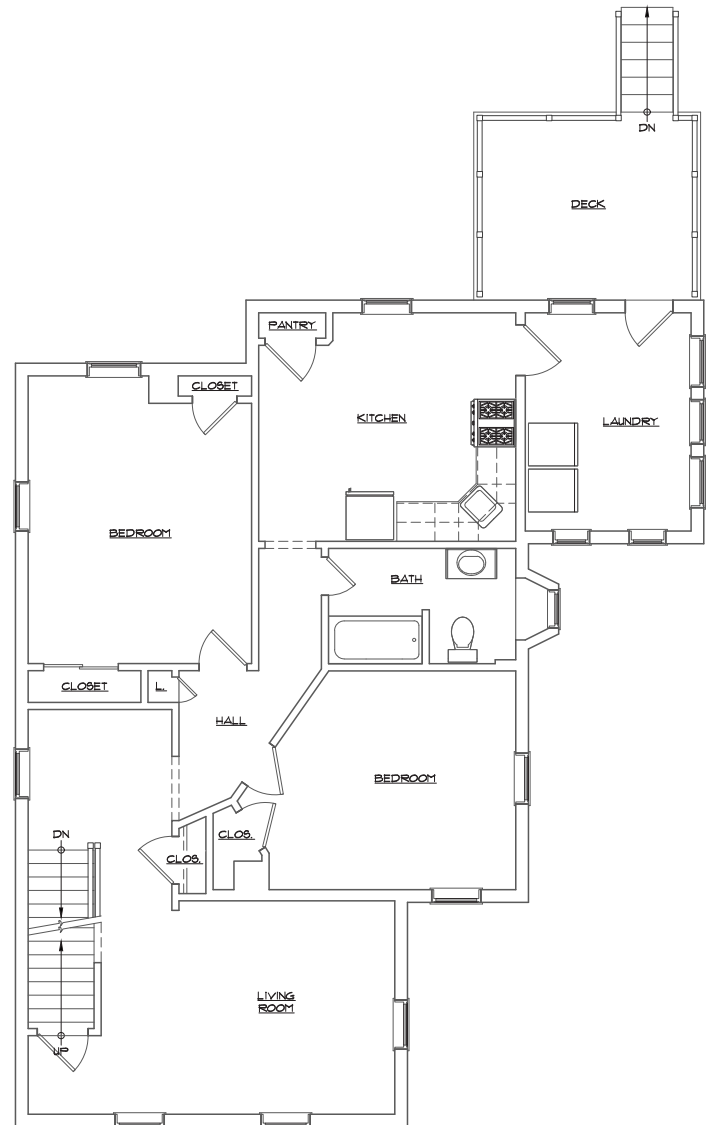 DN
DECK
PANTRY
CLOSET
KITCHEN
LAUNDRY
BEDROOM
BATH
CLOSET
L.
HALL
BEDROOM
DN
CLOS.
CLOS.
LIVING
ROOM
UP